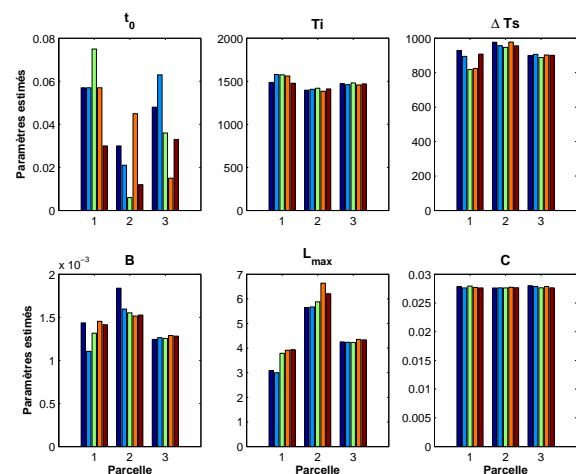 t₀
Ti
Δ Ts
Paramètres estimés
0.08
0.06
0.04
0.02
0
1 2 3
2000
1500
1000
500
0
1 2 3
1000
800
600
400
200
0
1 2 3
B
L_max
C
Paramètres estimés
x 10⁻³
2
1.5
1
0.5
0
1 2 3
Parcelle
7
6
5
4
3
2
1
0
1 2 3
Parcelle
0.03
0.025
0.02
0.015
0.01
0.005
0
1 2 3
Parcelle